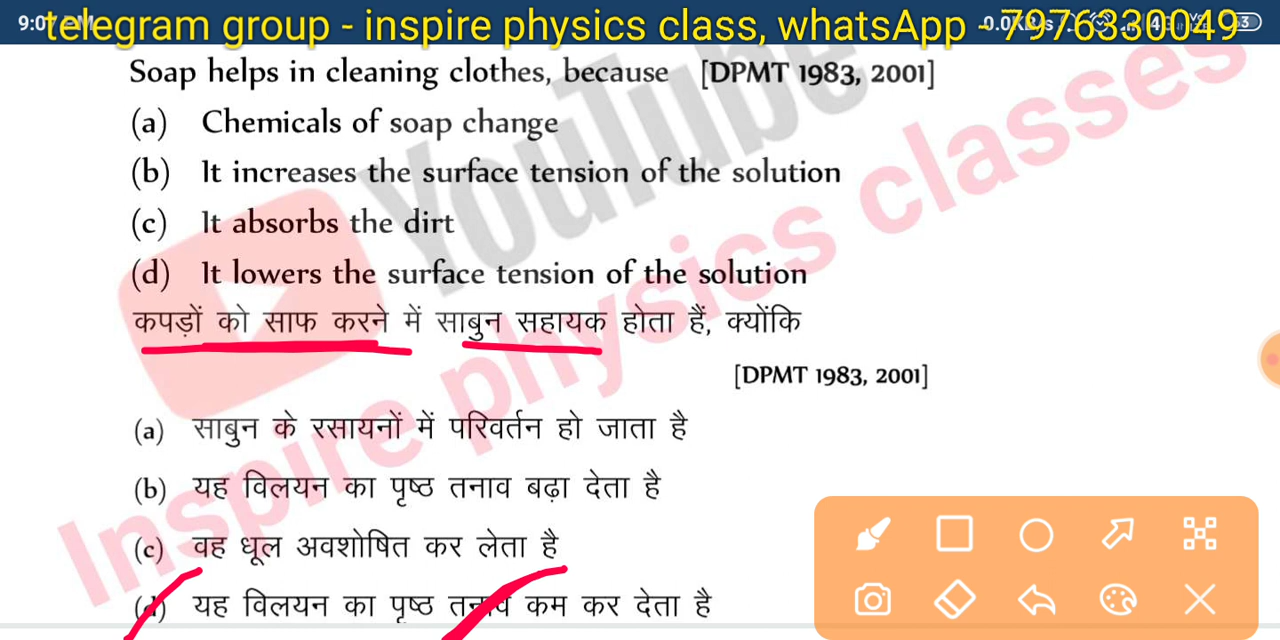 telegram group - inspire physics class, whatsApp - 7976330049
Soap helps in cleaning clothes, because [DPMT 1983, 2001]
(a) Chemicals of soap change
(b) It increases the surface tension of the solution
(c) It absorbs the dirt
(d) It lowers the surface tension of the solution
कपड़ों को साफ करने में साबुन सहायक होता हैं, क्योंकि
[DPMT 1983, 2001]
(a) साबुन के रसायनों में परिवर्तन हो जाता है
(b) यह विलयन का पृष्ठ तनाव बढ़ा देता है
(c) वह धूल अवशोषित कर लेता है
(d) यह विलयन का पृष्ठ तनाव कम कर देता है
YouTube
Inspire physics classes